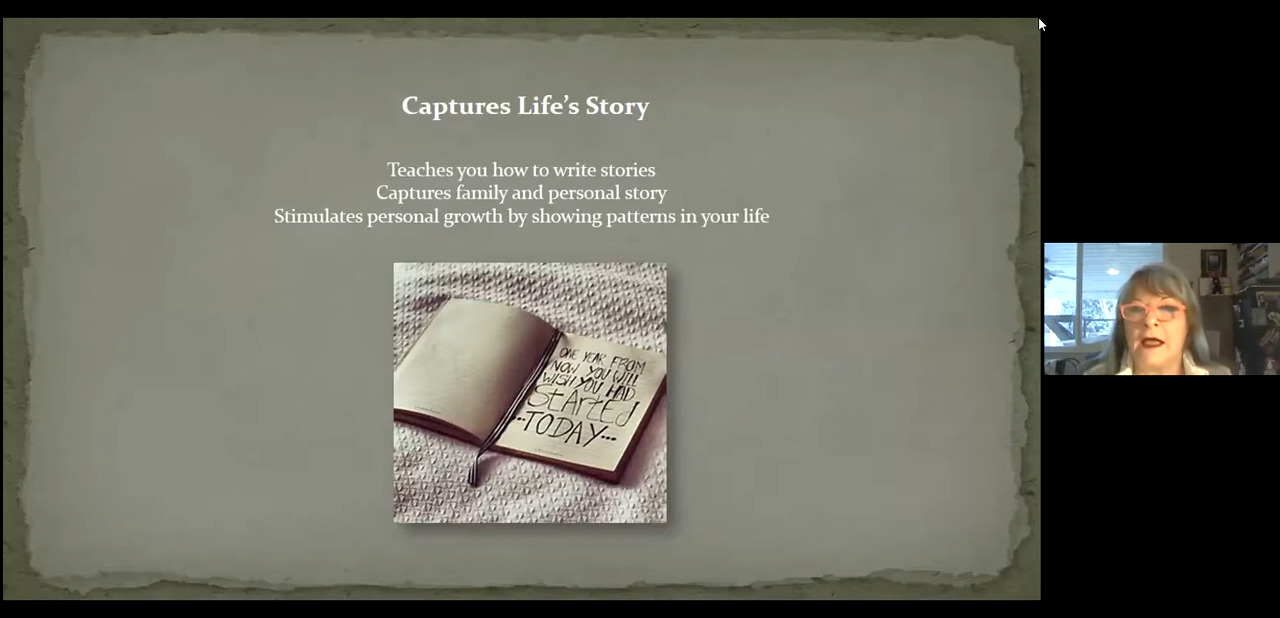 Captures Life's Story
Teaches you how to write stories
Captures family and personal story
Stimulates personal growth by showing patterns in your life
ONE YEAR FROM
NOW YOU WILL
WISH YOU HAD
StArtEd
...TODAY...